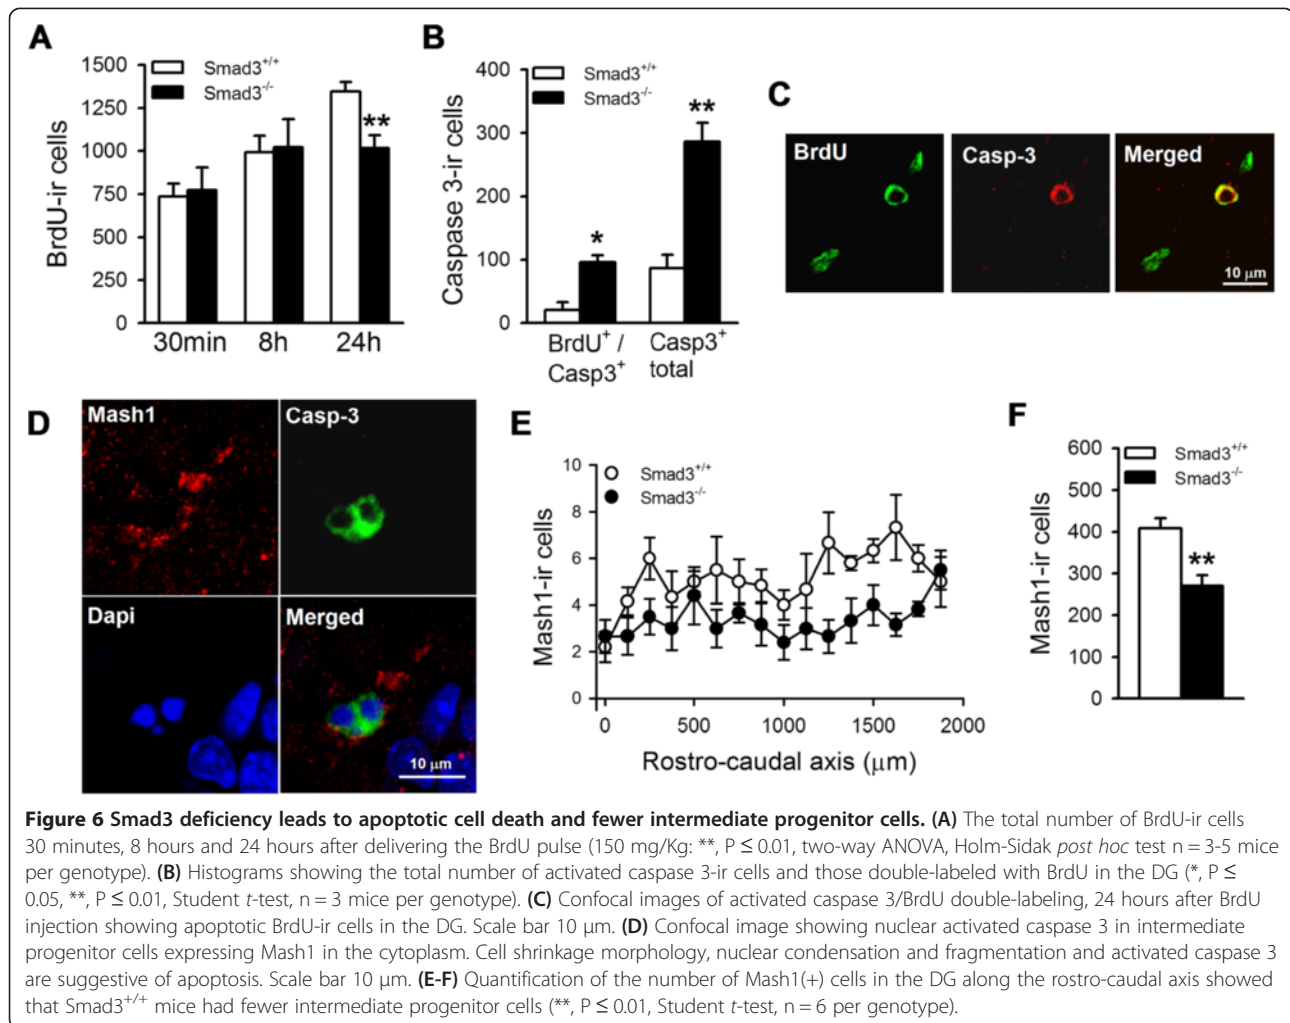 A
1500
1250
1000
750
500
250
0
BrdU-ir cells
Smad3+/+
Smad3-/-
**
30min 8h 24h
B
400
300
200
100
0
Caspase 3-ir cells
Smad3+/+
Smad3-/-
*
**
BrdU+ / Casp3+
Casp3+ total
C
BrdU
Casp-3
Merged
10 µm
D
Mash1
Casp-3
Dapi
Merged
10 µm
E
10
8
6
4
2
0
Mash1-ir cells
Smad3+/+
Smad3-/-
0 500 1000 1500 2000
Rostro-caudal axis (µm)
F
600
500
400
300
200
100
0
Mash1-ir cells
Smad3+/+
Smad3-/-
**
Figure 6 Smad3 deficiency leads to apoptotic cell death and fewer intermediate progenitor cells. (A) The total number of BrdU-ir cells
30 minutes, 8 hours and 24 hours after delivering the BrdU pulse (150 mg/Kg: **, P ≤ 0.01, two-way ANOVA, Holm-Sidak post hoc test n = 3-5 mice
per genotype). (B) Histograms showing the total number of activated caspase 3-ir cells and those double-labeled with BrdU in the DG (*, P ≤
0.05, **, P ≤ 0.01, Student t-test, n = 3 mice per genotype). (C) Confocal images of activated caspase 3/BrdU double-labeling, 24 hours after BrdU
injection showing apoptotic BrdU-ir cells in the DG. Scale bar 10 µm. (D) Confocal image showing nuclear activated caspase 3 in intermediate
progenitor cells expressing Mash1 in the cytoplasm. Cell shrinkage morphology, nuclear condensation and fragmentation and activated caspase 3
are suggestive of apoptosis. Scale bar 10 µm. (E-F) Quantification of the number of Mash1(+) cells in the DG along the rostro-caudal axis showed
that Smad3+/+ mice had fewer intermediate progenitor cells (**, P ≤ 0.01, Student t-test, n = 6 per genotype).